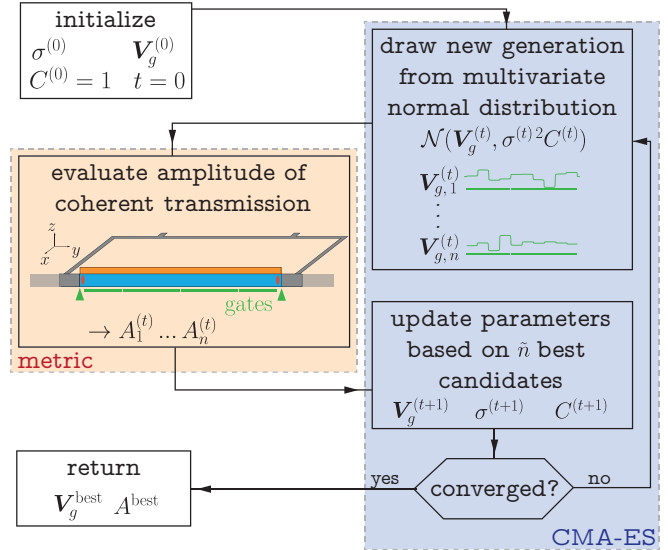 initialize
σ^(0) V_g^(0)
C^(0) = 1 t = 0
draw new generation
from multivariate
normal distribution
𝒩(V_g^(t), σ^(t) 2 C^(t))
V_g,1^(t)
⋮
V_g,n^(t)
evaluate amplitude of
coherent transmission
z
y
x
gates
→ A_1^(t) ... A_n^(t)
metric
update parameters
based on ñ best
candidates
V_g^(t+1) σ^(t+1) C^(t+1)
return
V_g^best A^best
yes
converged?
no
CMA-ES